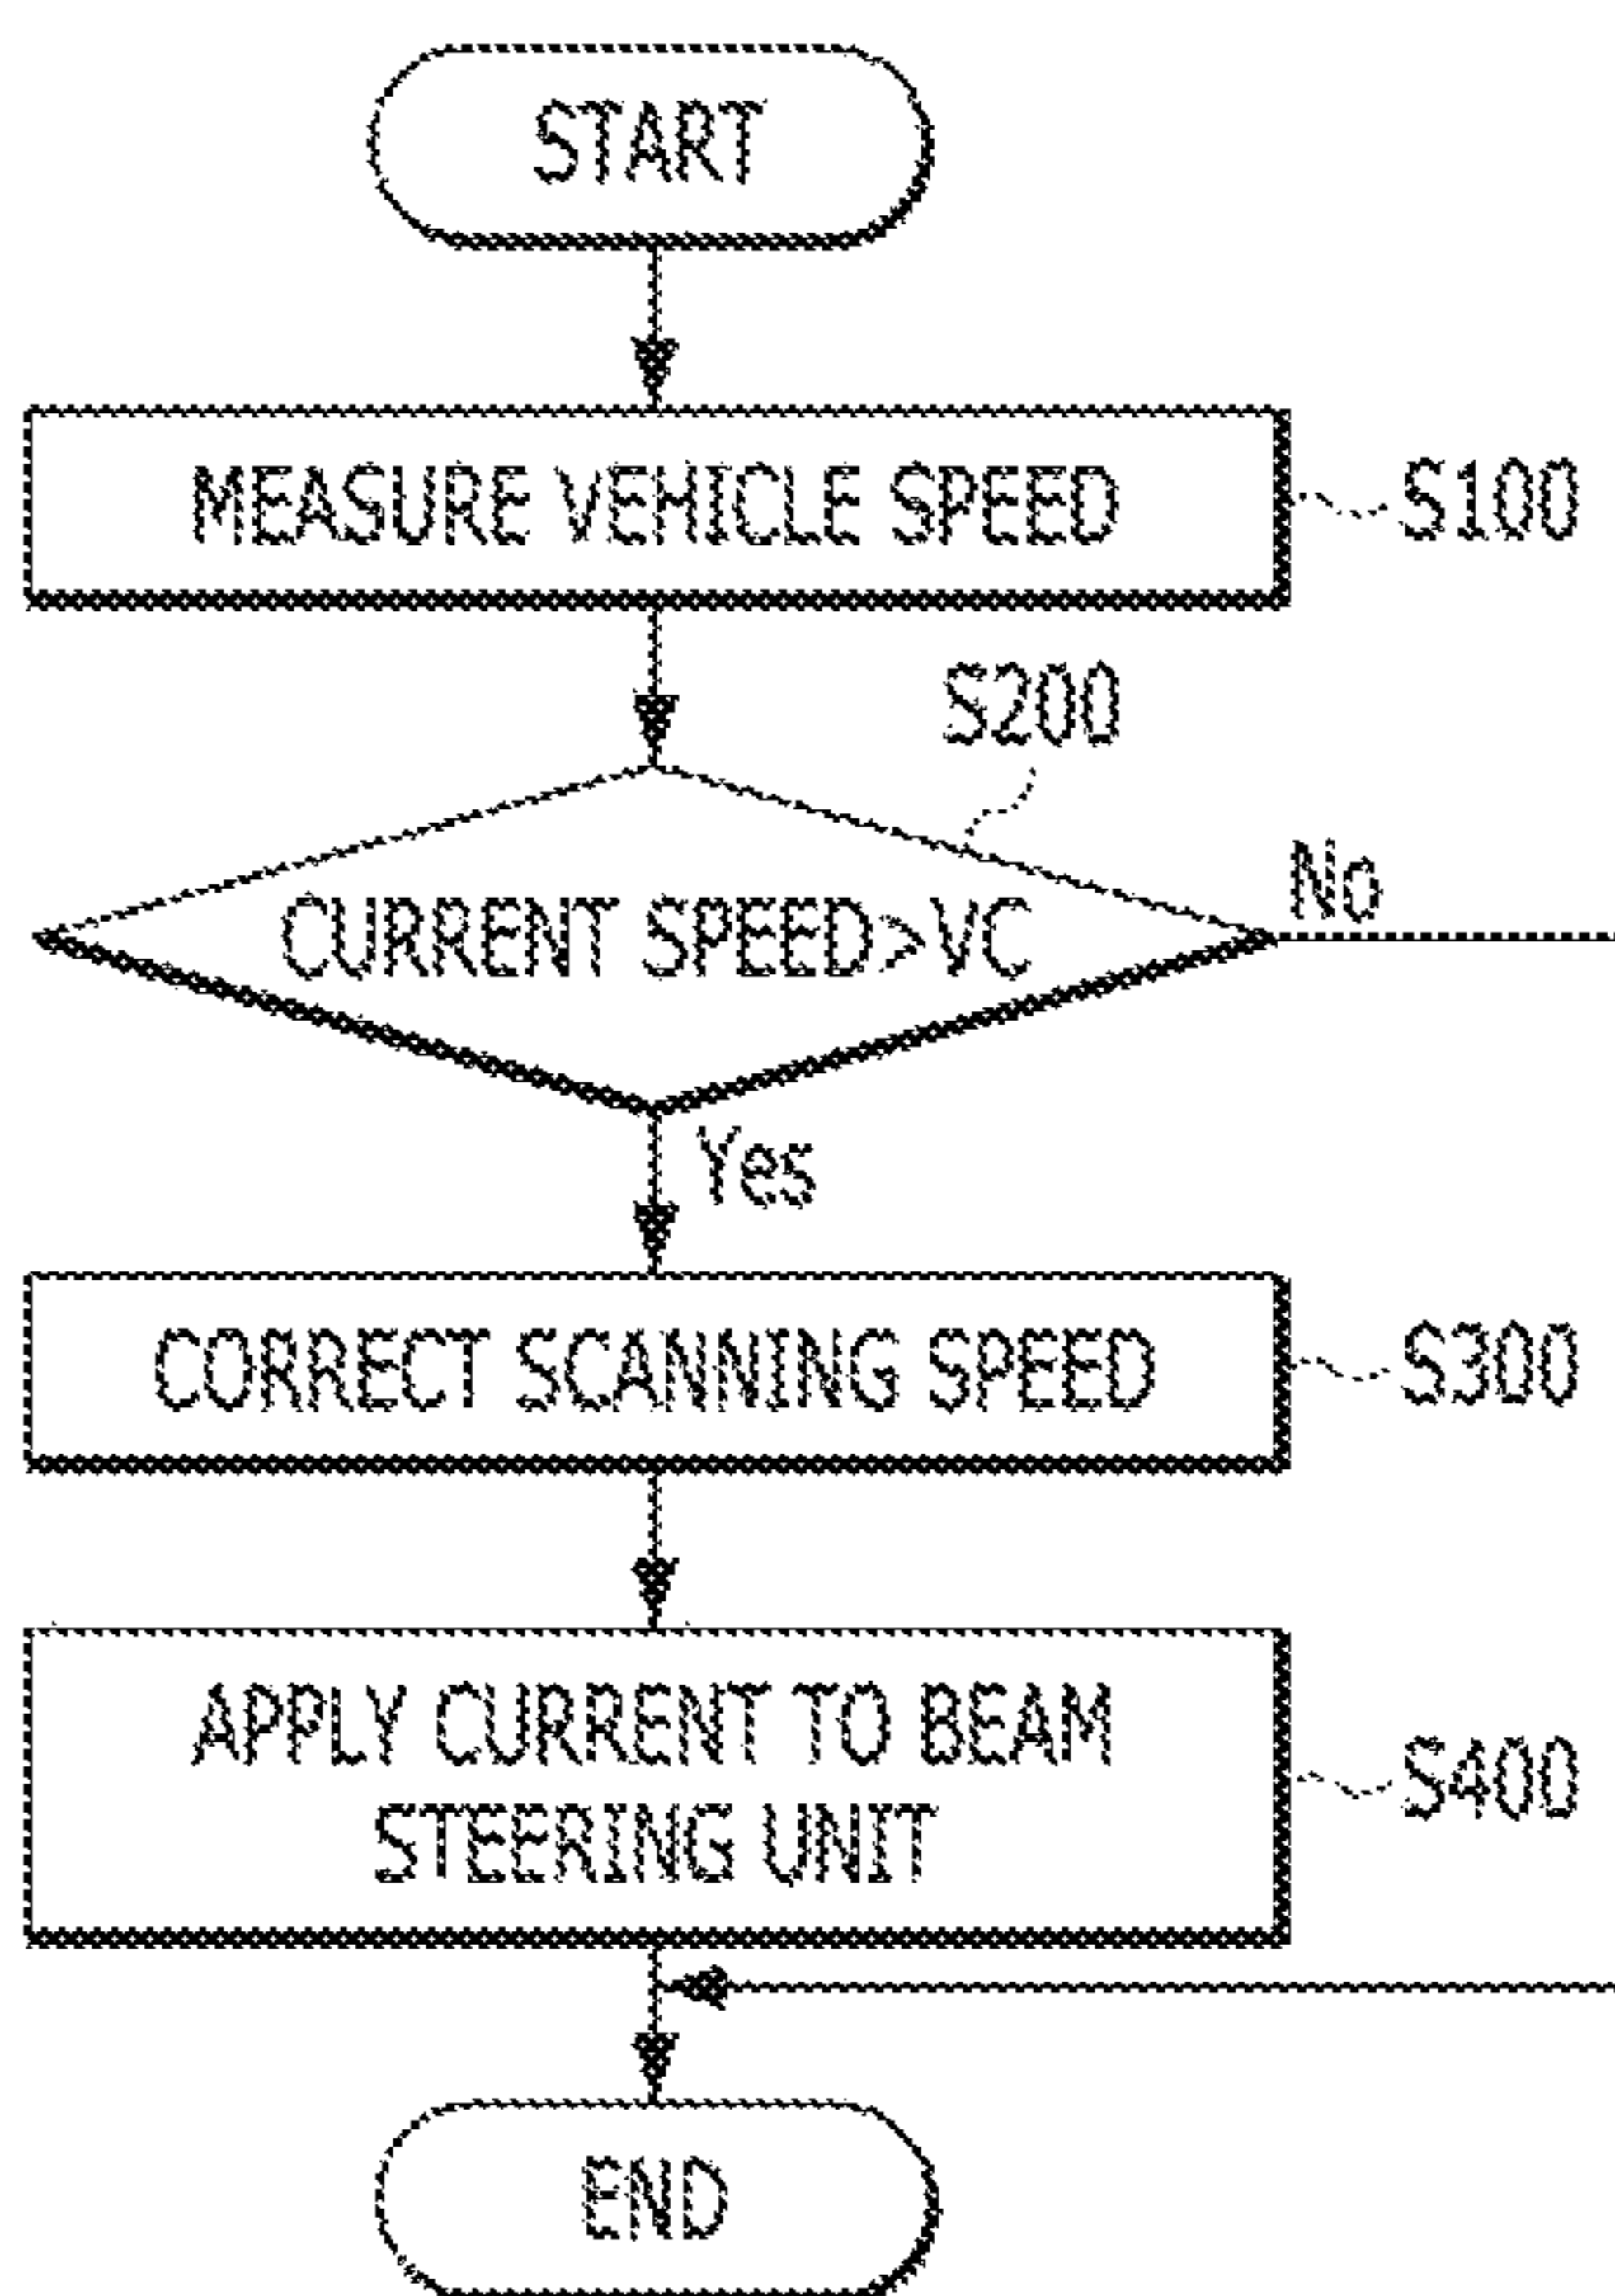 START
MEASURE VEHICLE SPEED
S100
S200
CURRENT SPEED>VC
No
Yes
CORRECT SCANNING SPEED
S300
APPLY CURRENT TO BEAM
STEERING UNIT
S400
END